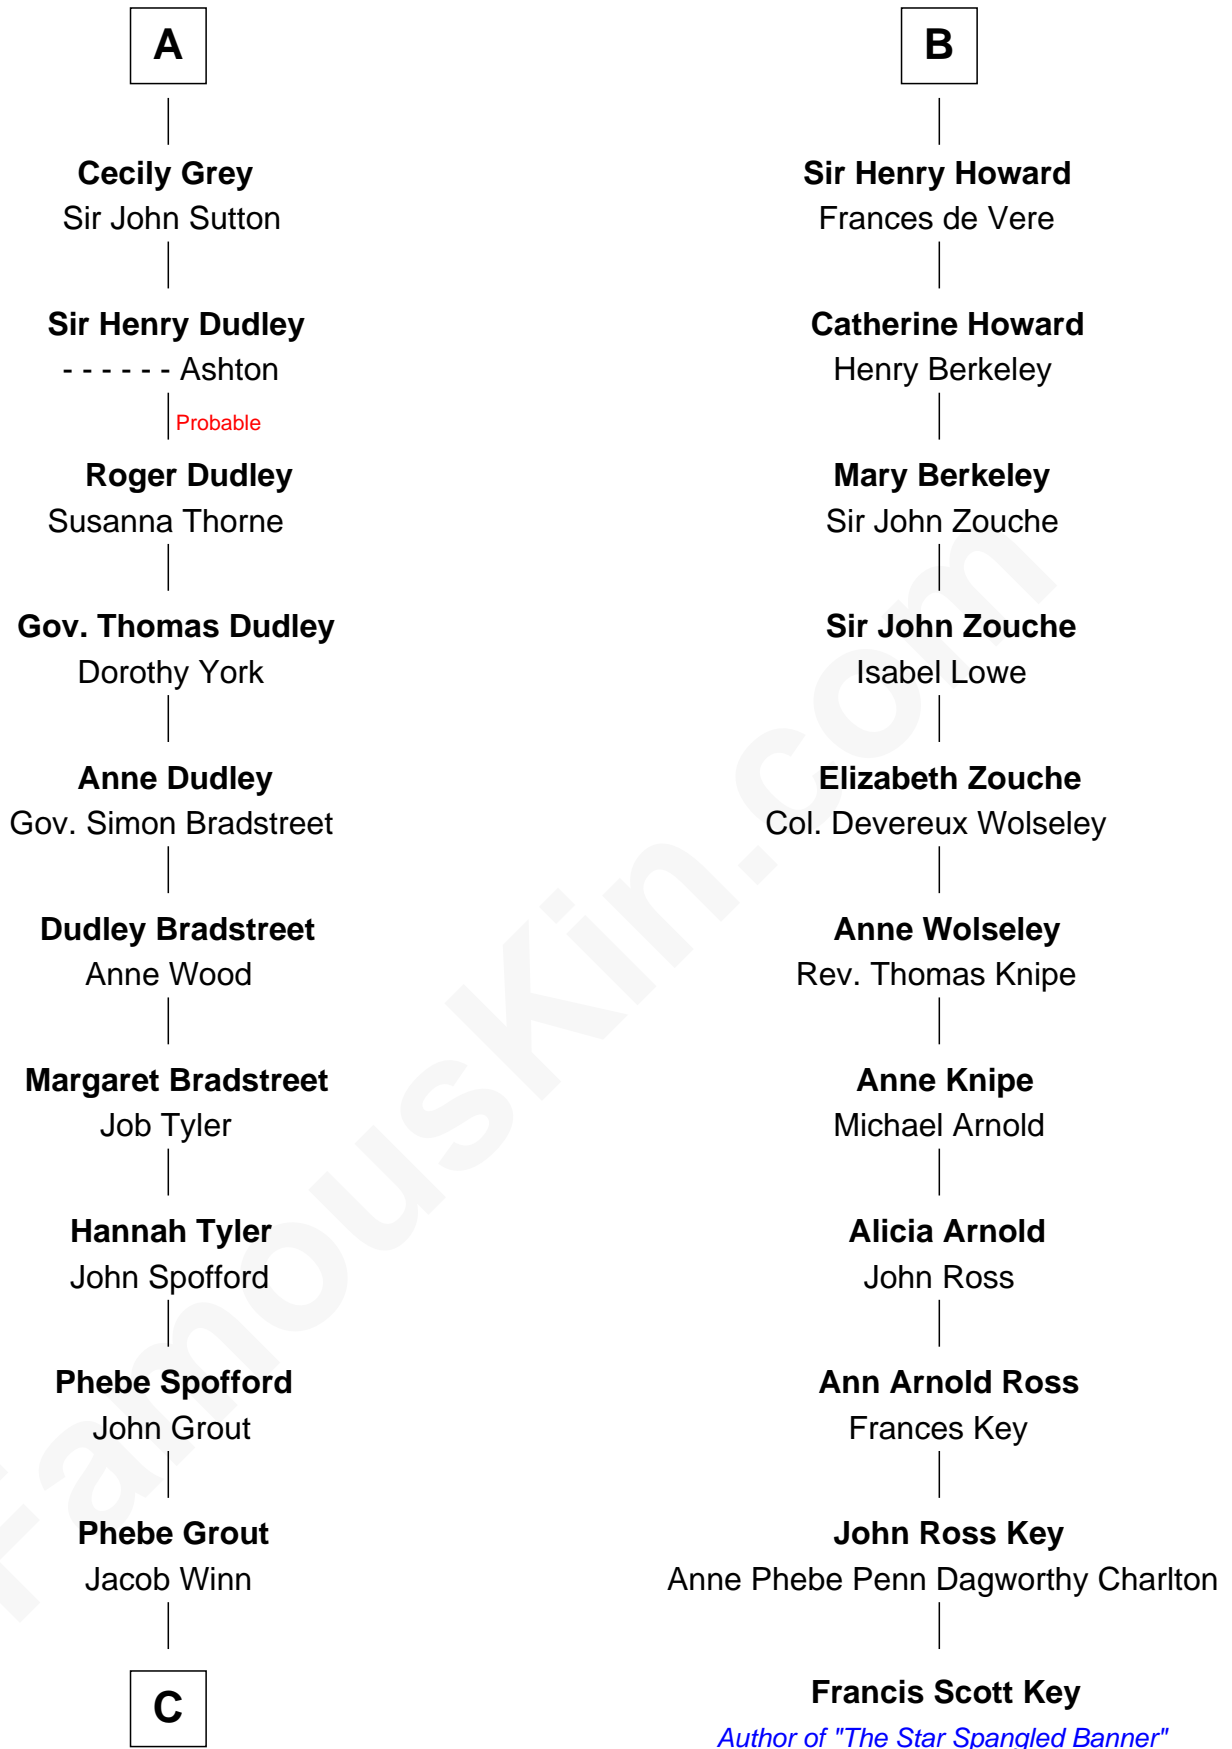 A
Cecily Grey
Sir John Sutton
Sir Henry Dudley
- - - - - - Ashton
Probable
Roger Dudley
Susanna Thorne
Gov. Thomas Dudley
Dorothy York
Anne Dudley
Gov. Simon Bradstreet
Dudley Bradstreet
Anne Wood
Margaret Bradstreet
Job Tyler
Hannah Tyler
John Spofford
Phebe Spofford
John Grout
Phebe Grout
Jacob Winn
C
B
Sir Henry Howard
Frances de Vere
Catherine Howard
Henry Berkeley
Mary Berkeley
Sir John Zouche
Sir John Zouche
Isabel Lowe
Elizabeth Zouche
Col. Devereux Wolseley
Anne Wolseley
Rev. Thomas Knipe
Anne Knipe
Michael Arnold
Alicia Arnold
John Ross
Ann Arnold Ross
Frances Key
John Ross Key
Anne Phebe Penn Dagworthy Charlton
Francis Scott Key
Author of "The Star Spangled Banner"
FamousKin.com